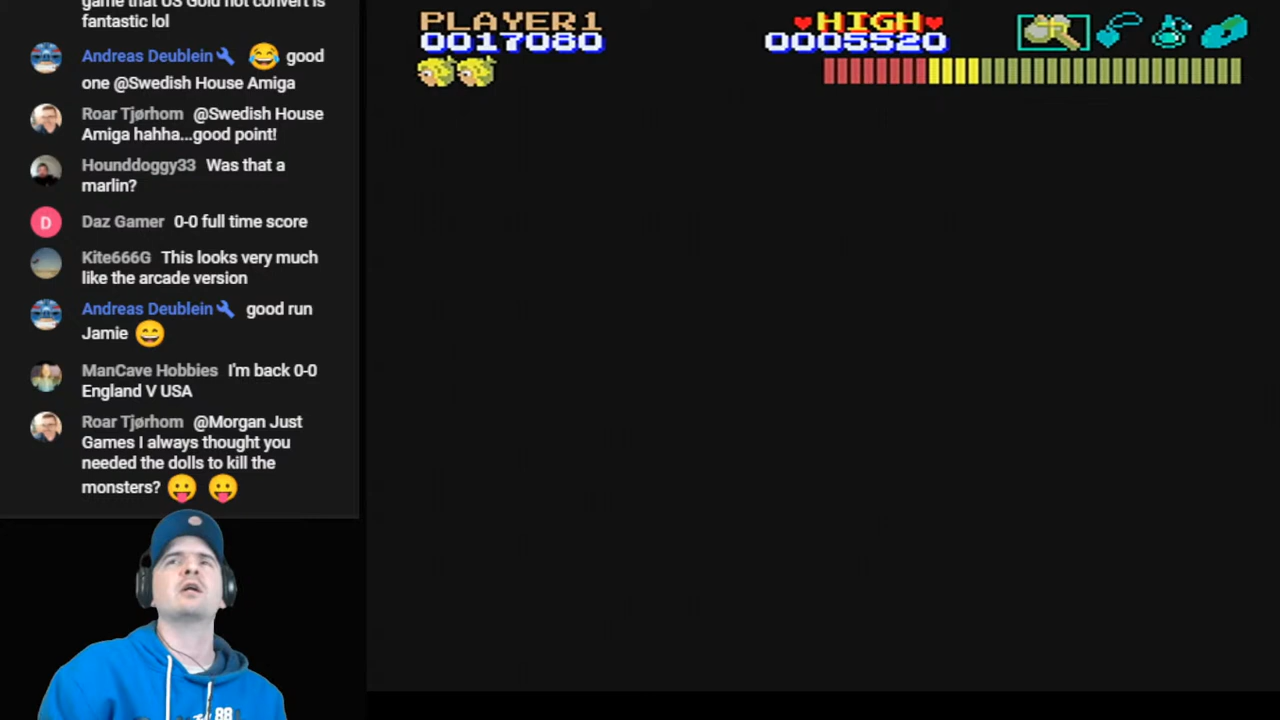 game that US Gold not convert is
fantastic lol
Andreas Deublein 😂 good
one @Swedish House Amiga
Roar Tjørhom @Swedish House
Amiga hahha...good point!
Hounddoggy33 Was that a
marlin?
D Daz Gamer 0-0 full time score
Kite666G This looks very much
like the arcade version
Andreas Deublein good run
Jamie 😄
ManCave Hobbies I'm back 0-0
England V USA
Roar Tjørhom @Morgan Just
Games I always thought you
needed the dolls to kill the
monsters? 😛 😛
PLAYER1
0017080
HIGH
0005520
88